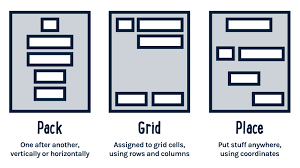 Pack
One after another,
vertically or horizontally
Grid
Assigned to grid cells,
using rows and columns
Place
Put stuff anywhere,
using coordinates